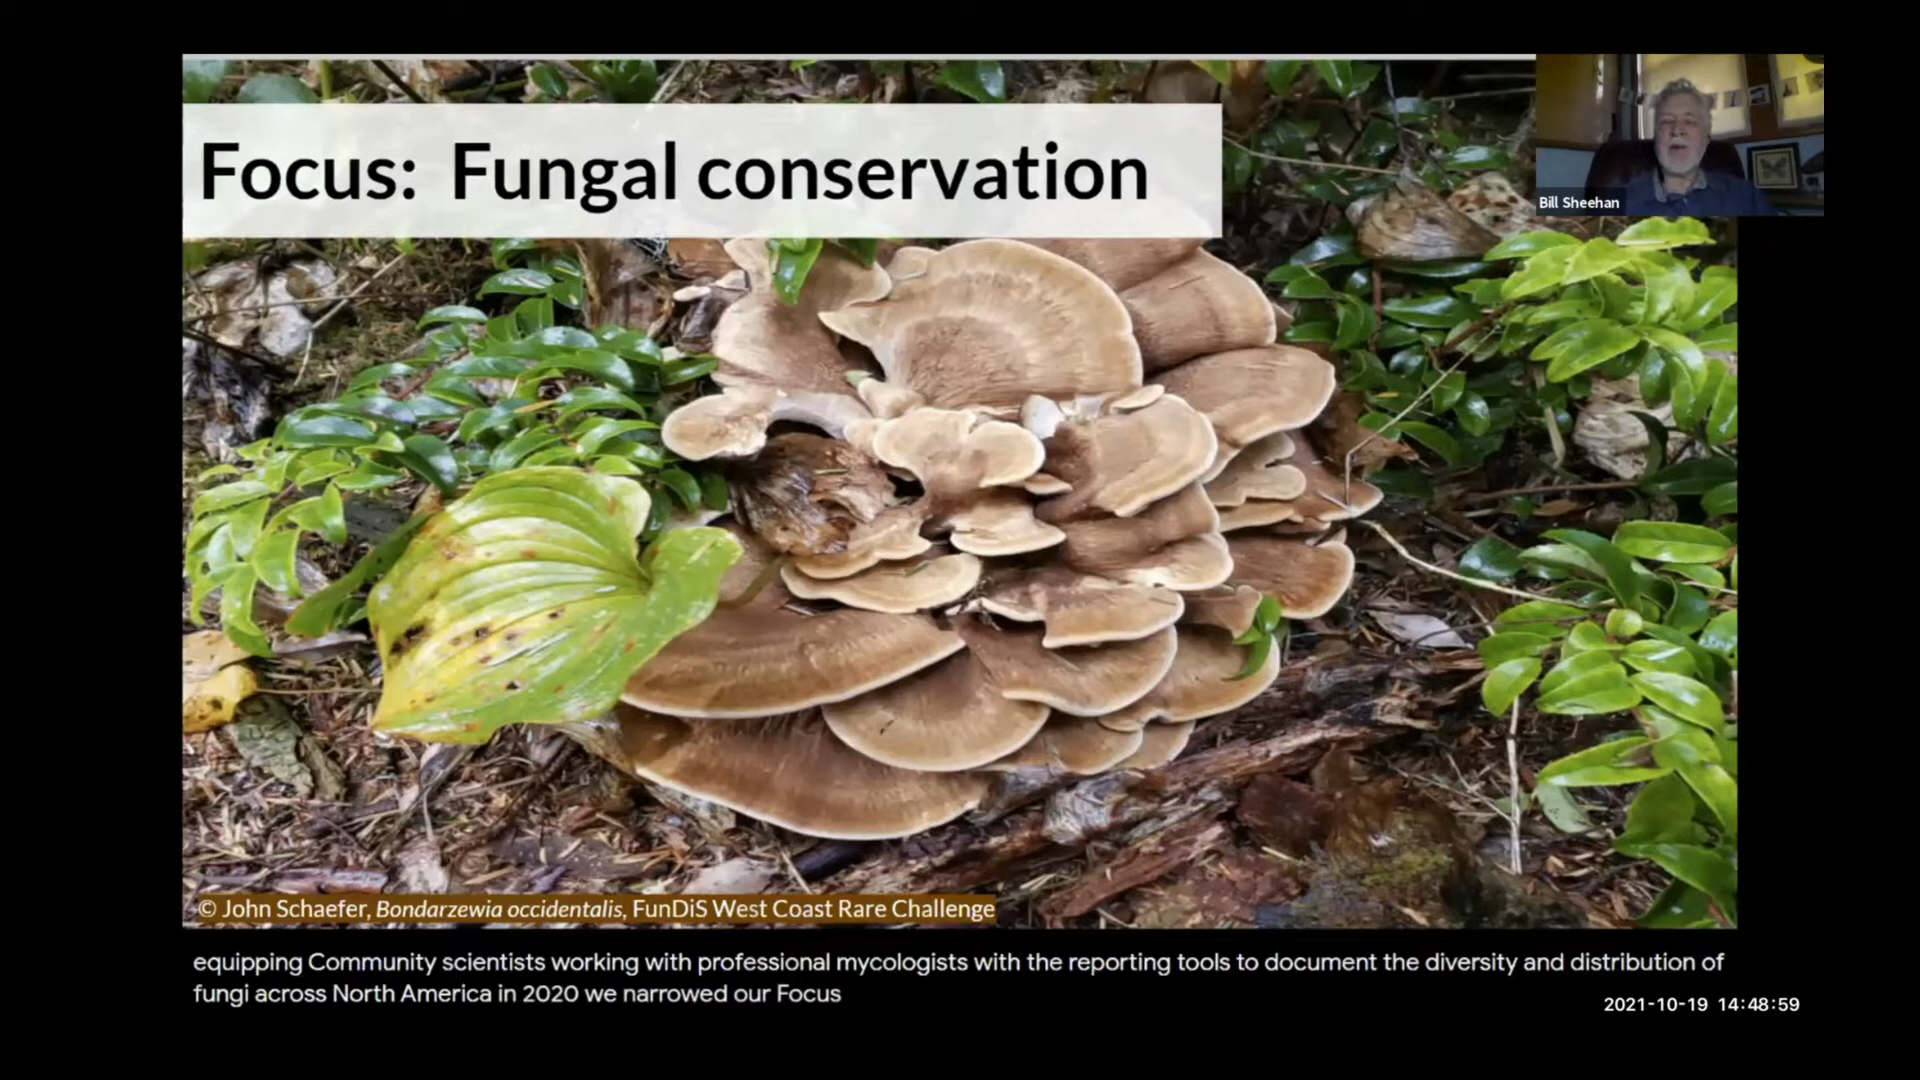 Focus: Fungal conservation
Bill Sheehan
© John Schaefer, Bondarzewia occidentalis, FunDiS West Coast Rare Challenge
equipping Community scientists working with professional mycologists with the reporting tools to document the diversity and distribution of
fungi across North America in 2020 we narrowed our Focus
2021-10-19 14:48:59